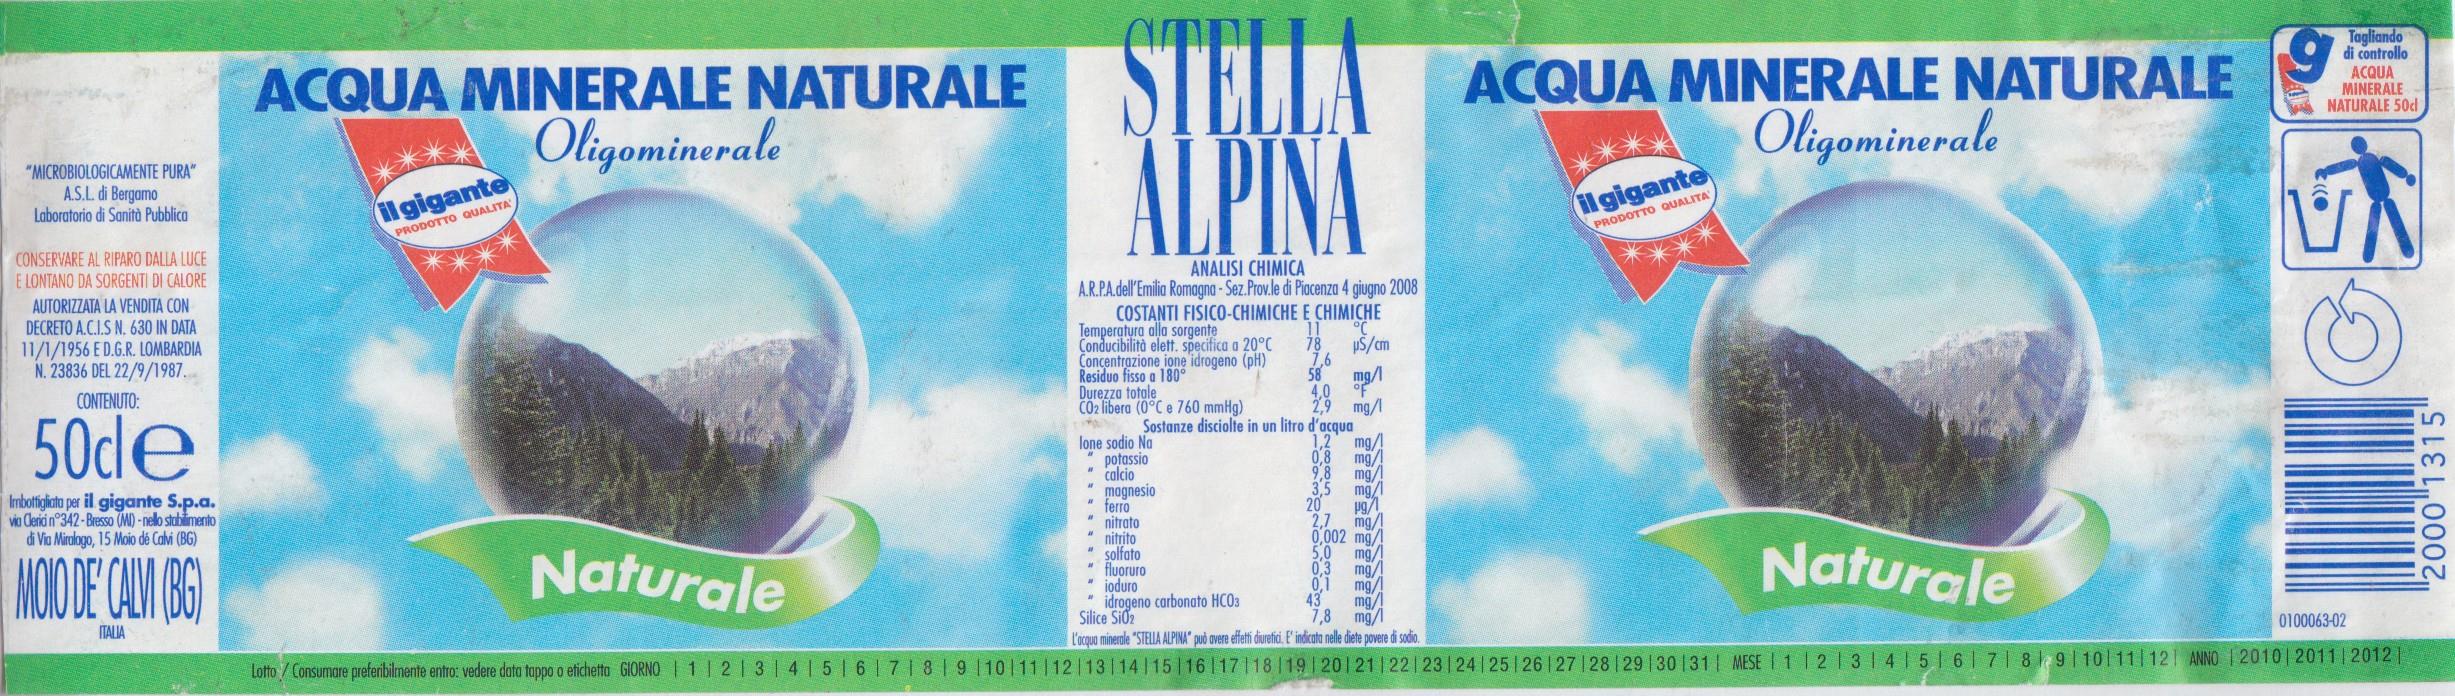 "MICROBIOLOGICAMENTE PURA"
A.S.L. di Bergamo
Laboratorio di Sanità Pubblica
CONSERVARE AL RIPARO DALLA LUCE
E LONTANO DA SORGENTI DI CALORE
AUTORIZZATA LA VENDITA CON
DECRETO A.C.I.S N. 630 IN DATA
11/1/1956 E D.G.R. LOMBARDIA
N. 23836 DEL 22/9/1987.
CONTENUTO:
50cl e
Imbottigliata per il gigante S.p.a.
via Clerici n°342 - Bresso (MI) - nello stabilimento
di Via Miralago, 15 Moio dé Calvi (BG)
MOIO DE' CALVI (BG)
ITALIA
ACQUA MINERALE NATURALE
Oligominerale
il gigante
PRODOTTO QUALITA'
Naturale
STELLA
ALPINA
ANALISI CHIMICA
A.R.P.A.dell'Emilia Romagna - Sez.Prov.le di Piacenza 4 giugno 2008
COSTANTI FISICO-CHIMICHE E CHIMICHE
Temperatura alla sorgente 11 °C
Conducibilità elett. specifica a 20°C 78 µS/cm
Concentrazione ione idrogeno (pH) 7,6
Residuo fisso a 180° 58 mg/l
Durezza totale 4,0 °F
CO2 libera (0°C e 760 mmHg) 2,9 mg/l
Sostanze disciolte in un litro d'acqua
Ione sodio Na 1,2 mg/l
" potassio 0,8 mg/l
" calcio 9,8 mg/l
" magnesio 3,5 mg/l
" ferro 20 µg/l
" nitrato 2,7 mg/l
" nitrito 0,002 mg/l
" solfato 5,0 mg/l
" fluoruro 0,3 mg/l
" ioduro 0,1 mg/l
" idrogeno carbonato HCO3 43 mg/l
Silice SiO2 7,8 mg/l
L'acqua minerale "STELLA ALPINA" può avere effetti diuretici. E' indicata nelle diete povere di sodio.
ACQUA MINERALE NATURALE
Oligominerale
il gigante
PRODOTTO QUALITA'
Naturale
g
Tagliando
di controllo
ACQUA
MINERALE
NATURALE 50cl
20001315
0100063-02
Lotto / Consumare preferibilmente entro: vedere data tappo o etichetta GIORNO | 1 | 2 | 3 | 4 | 5 | 6 | 7 | 8 | 9 | 10 | 11 | 12 | 13 | 14 | 15 | 16 | 17 | 18 | 19 | 20 | 21 | 22 | 23 | 24 | 25 | 26 | 27 | 28 | 29 | 30 | 31 | MESE | 1 | 2 | 3 | 4 | 5 | 6 | 7 | 8 | 9 | 10 | 11 | 12 | ANNO | 2010 | 2011 | 2012 |